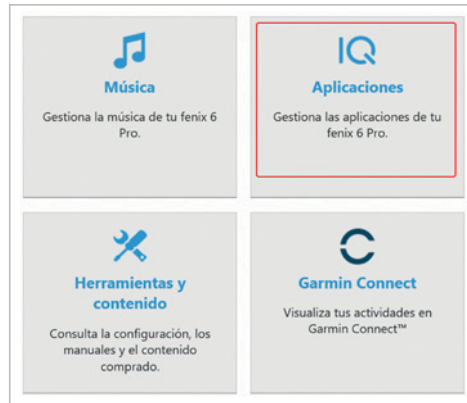 IQ
Música
Aplicaciones
Gestiona la música de tu fenix 6
Pro.
Gestiona las aplicaciones de tu
fenix 6 Pro.
Herramientas y
contenido
Garmin Connect
Consulta la configuración, los
manuales y el contenido
comprado.
Visualiza tus actividades en
Garmin Connect™